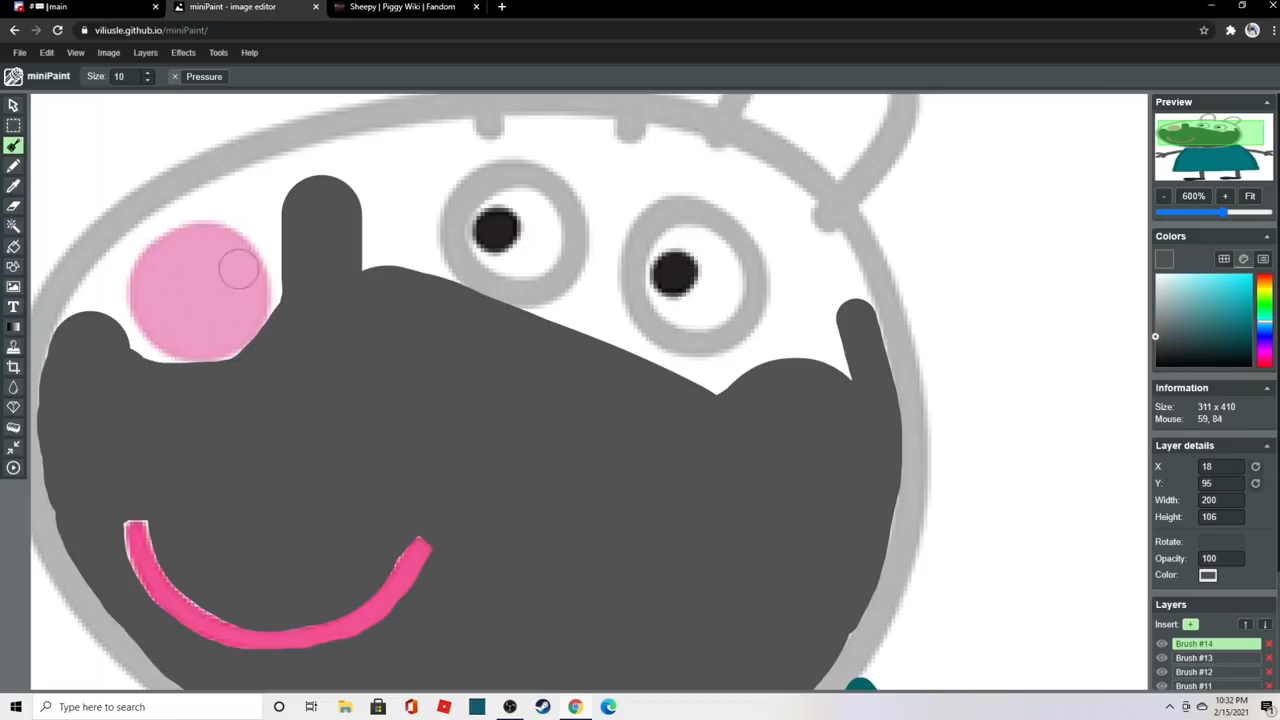 main
miniPaint - image editor
Sheepy | Piggy Wiki | Fandom
viliusle.github.io/miniPaint/
File Edit View Image Layers Effects Tools Help
miniPaint Size: 10 Pressure
Preview
- 600% + Fit
Colors
Information
Size: 311 x 410
Mouse: 59, 84
Layer details
X 18
Y: 95
Width: 200
Height: 106
Rotate:
Opacity: 100
Color:
Layers
Insert: + ↑ ↓
Brush #14
Brush #13
Brush #12
Brush #11
Type here to search
10:32 PM
2/15/2021